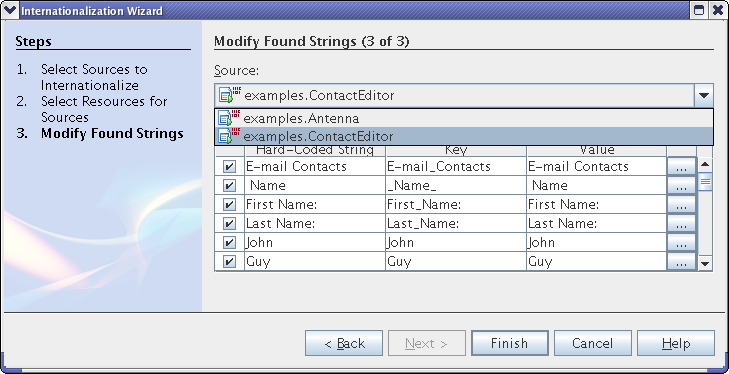 Internationalization Wizard
Steps
1. Select Sources to
Internationalize
2. Select Resources for
Sources
3. Modify Found Strings
Modify Found Strings (3 of 3)
Source:
examples.ContactEditor
examples.Antenna
examples.ContactEditor
Hard-Coded String Key Value
E-mail Contacts E-mail_Contacts E-mail Contacts ...
Name _Name_ Name ...
First Name: First_Name: First Name: ...
Last Name: Last_Name: Last Name: ...
John John John ...
Guy Guy Guy ...
< Back Next > Finish Cancel Help